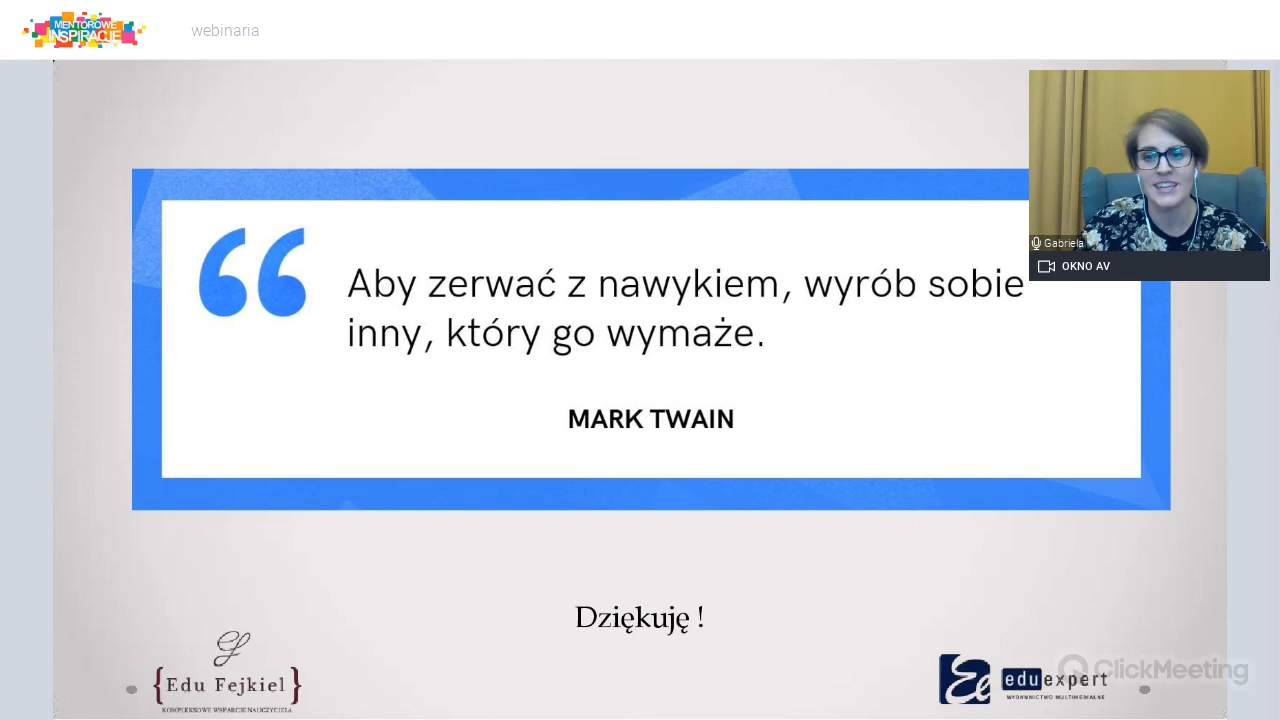 MENTOROWE
INSPIRACJE
webinaria
Aby zerwać z nawykiem, wyrób sobie
inny, który go wymaże.
MARK TWAIN
Gabriela
OKNO AV
Dziękuję !
{Edu Fejkiel}
KOMPLEKSOWE WSPARCIE NAUCZYCIELA
eduexpert
WYDAWNICTWO MULTIMEDIALNE
ClickMeeting